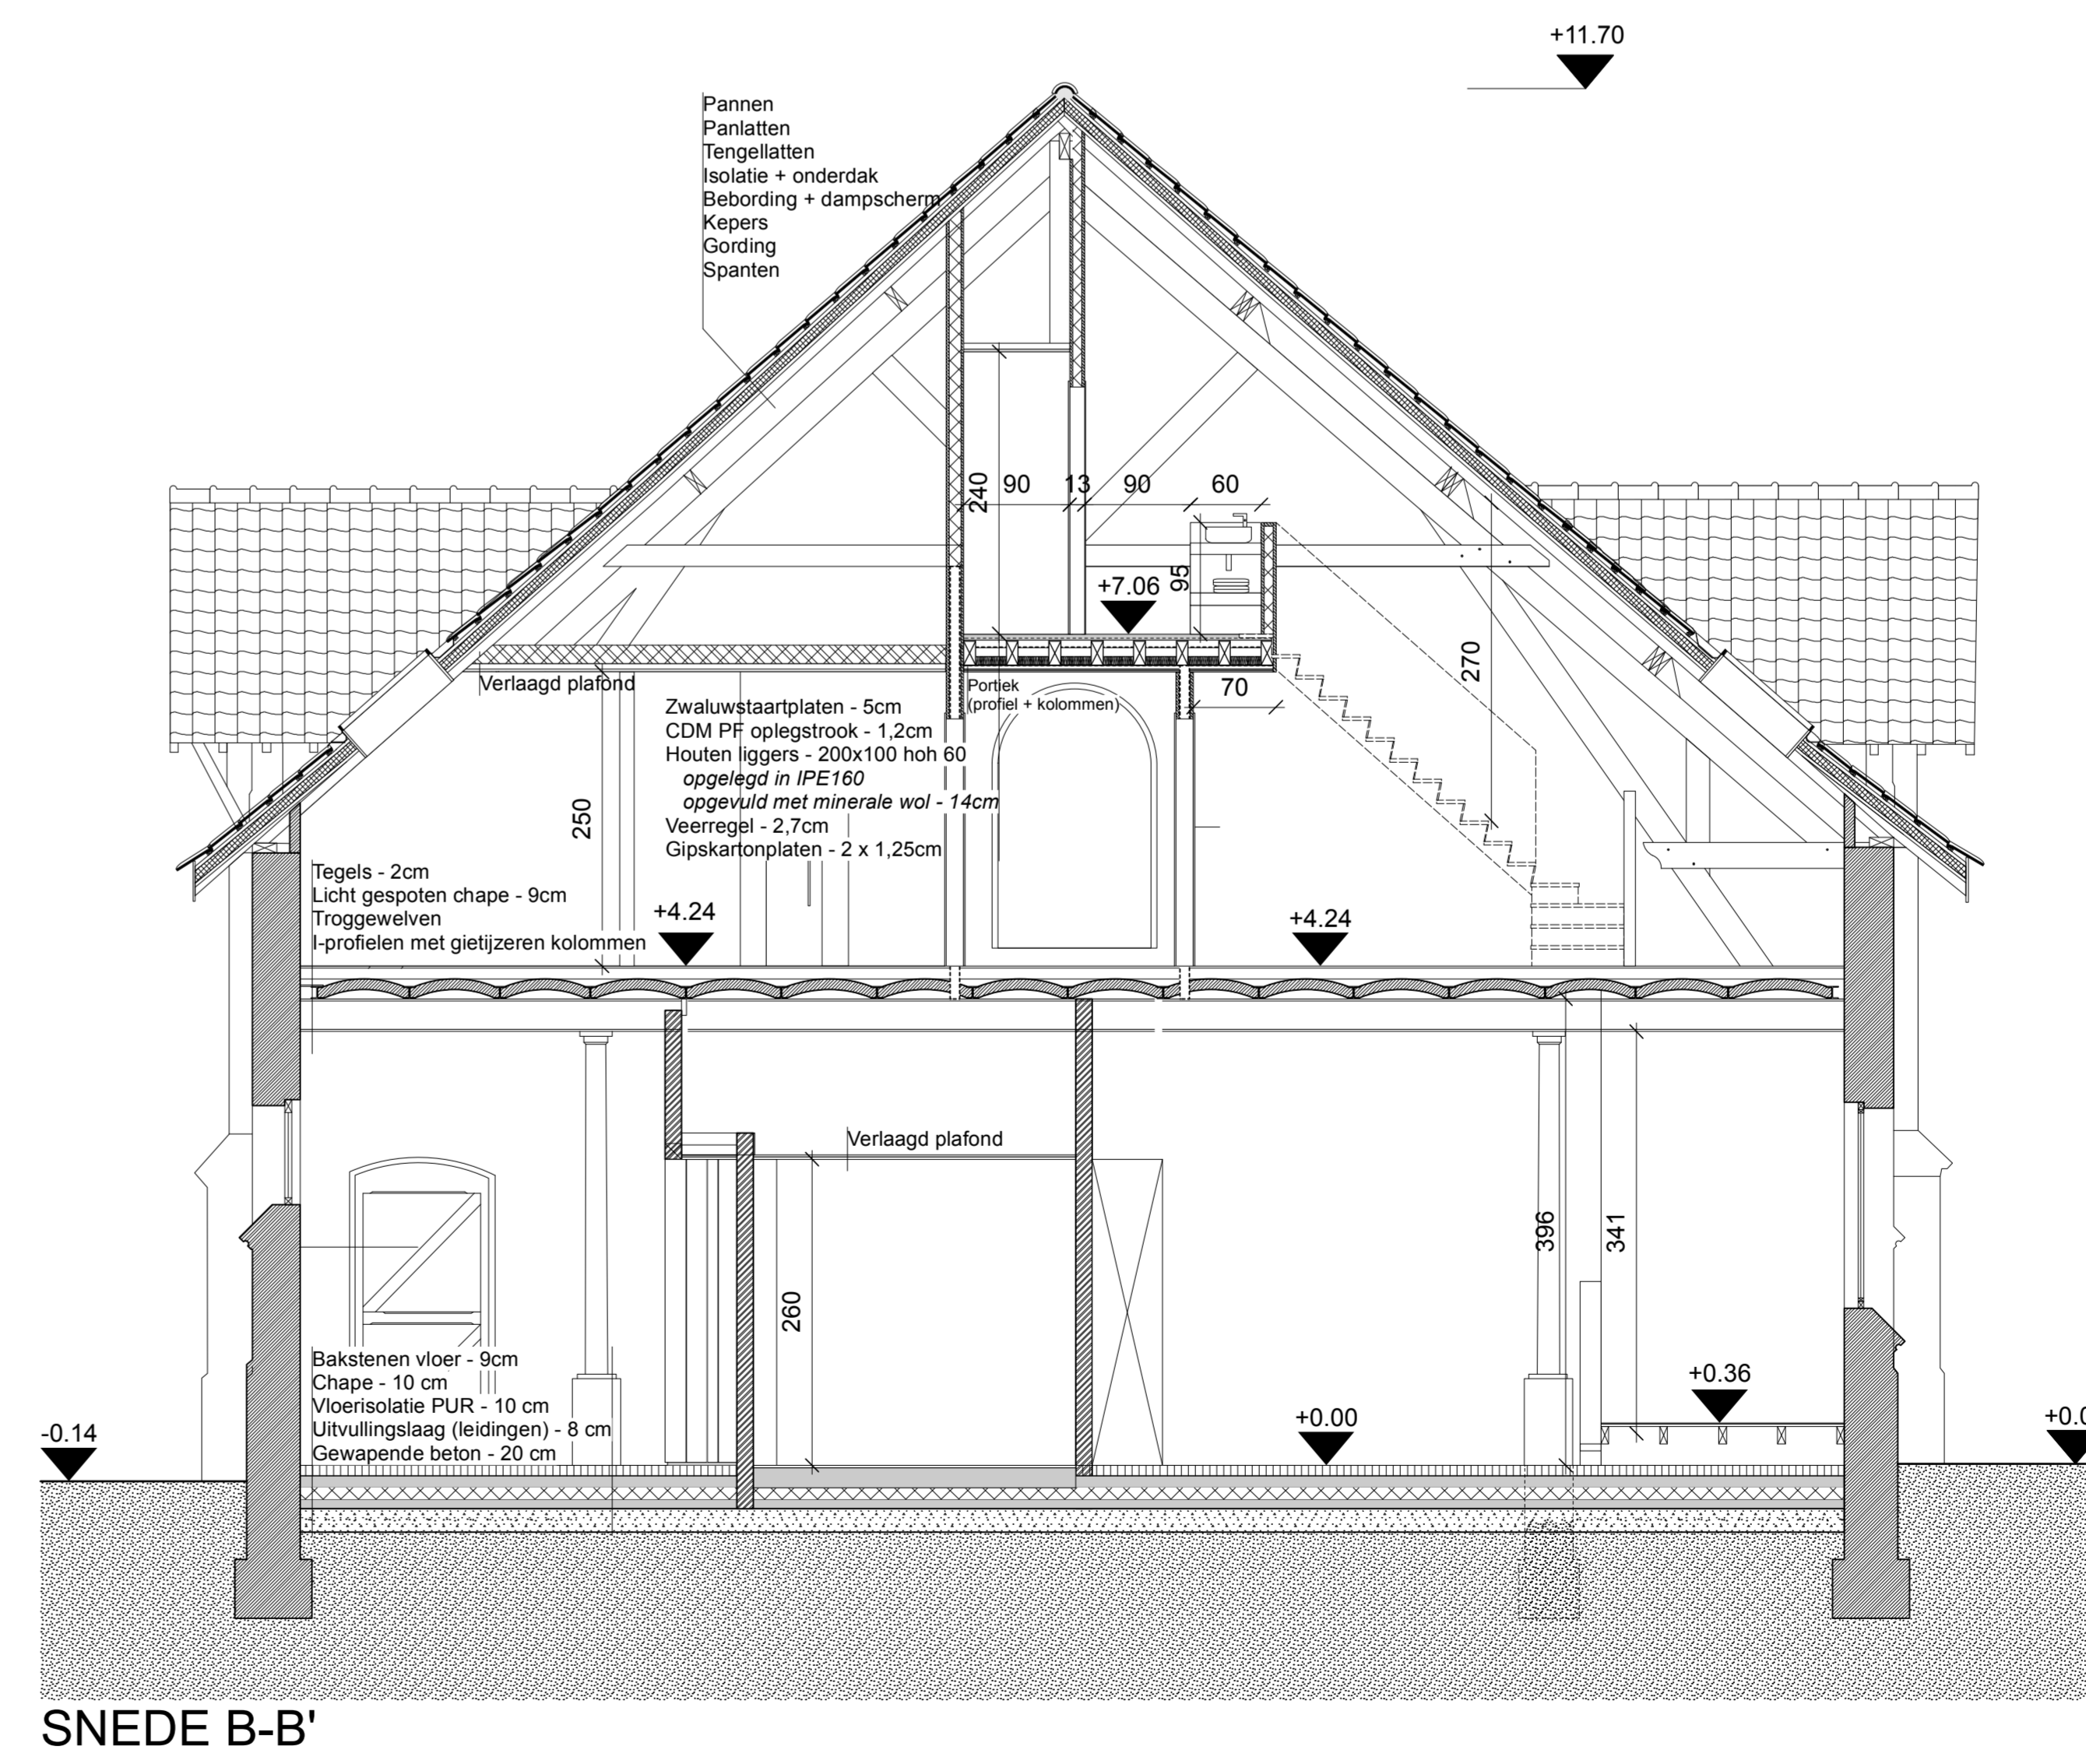 +11.70
Pannen
Panlatten
Tengellatten
Isolatie + onderdak
Bebording + dampscherm
Kepers
Gording
Spanten
240
90
13
90
60
95
+7.06
270
70
Verlaagd plafond
Portiek
(profiel + kolommen)
Zwaluwstaartplaten - 5cm
CDM PF oplegstrook - 1,2cm
Houten liggers - 200x100 hoh 60
opgelegd in IPE160
opgevuld met minerale wol - 14cm
Veerregel - 2,7cm
Gipskartonplaten - 2 x 1,25cm
250
Tegels - 2cm
Licht gespoten chape - 9cm
Troggewelven
I-profielen met gietijzeren kolommen
+4.24
+4.24
Verlaagd plafond
260
396
341
Bakstenen vloer - 9cm
Chape - 10 cm
Vloerisolatie PUR - 10 cm
Uitvullingslaag (leidingen) - 8 cm
Gewapende beton - 20 cm
-0.14
+0.00
+0.36
SNEDE B-B'